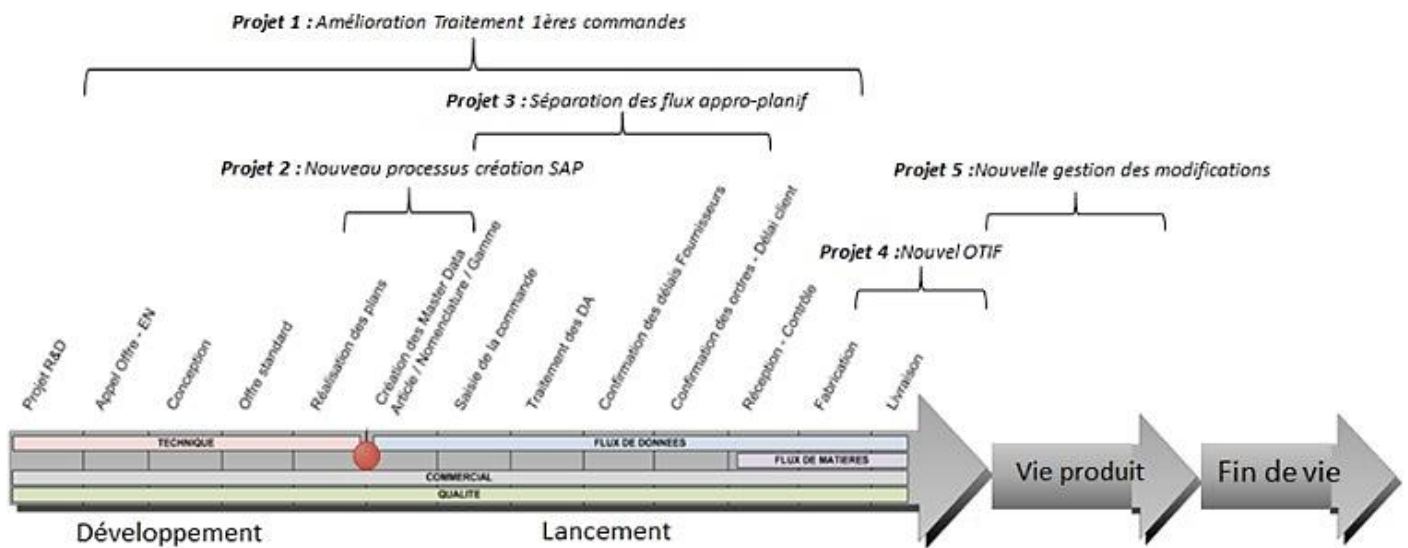 Projet 1 : Amélioration Traitement 1ères commandes
Projet 3 : Séparation des flux appro-planif
Projet 2 : Nouveau processus création SAP
Projet 5 :Nouvelle gestion des modifications
Projet 4 :Nouvel OTIF
Projet R&D
Appel Offre - EN
Conception
Offre standard
Réalisation des plans
Création des Master Data
Article / Nomenclature / Gamme
Saisie de la commande
Traitement des DA
Confirmation des délais Fournisseurs
Confirmation des ordres - Délai client
Réception - Contrôle
Fabrication
Livraison
TECHNIQUE
FLUX DE DONNEES
FLUX DE MATIERES
COMMERCIAL
QUALITE
Vie produit
Fin de vie
Développement
Lancement